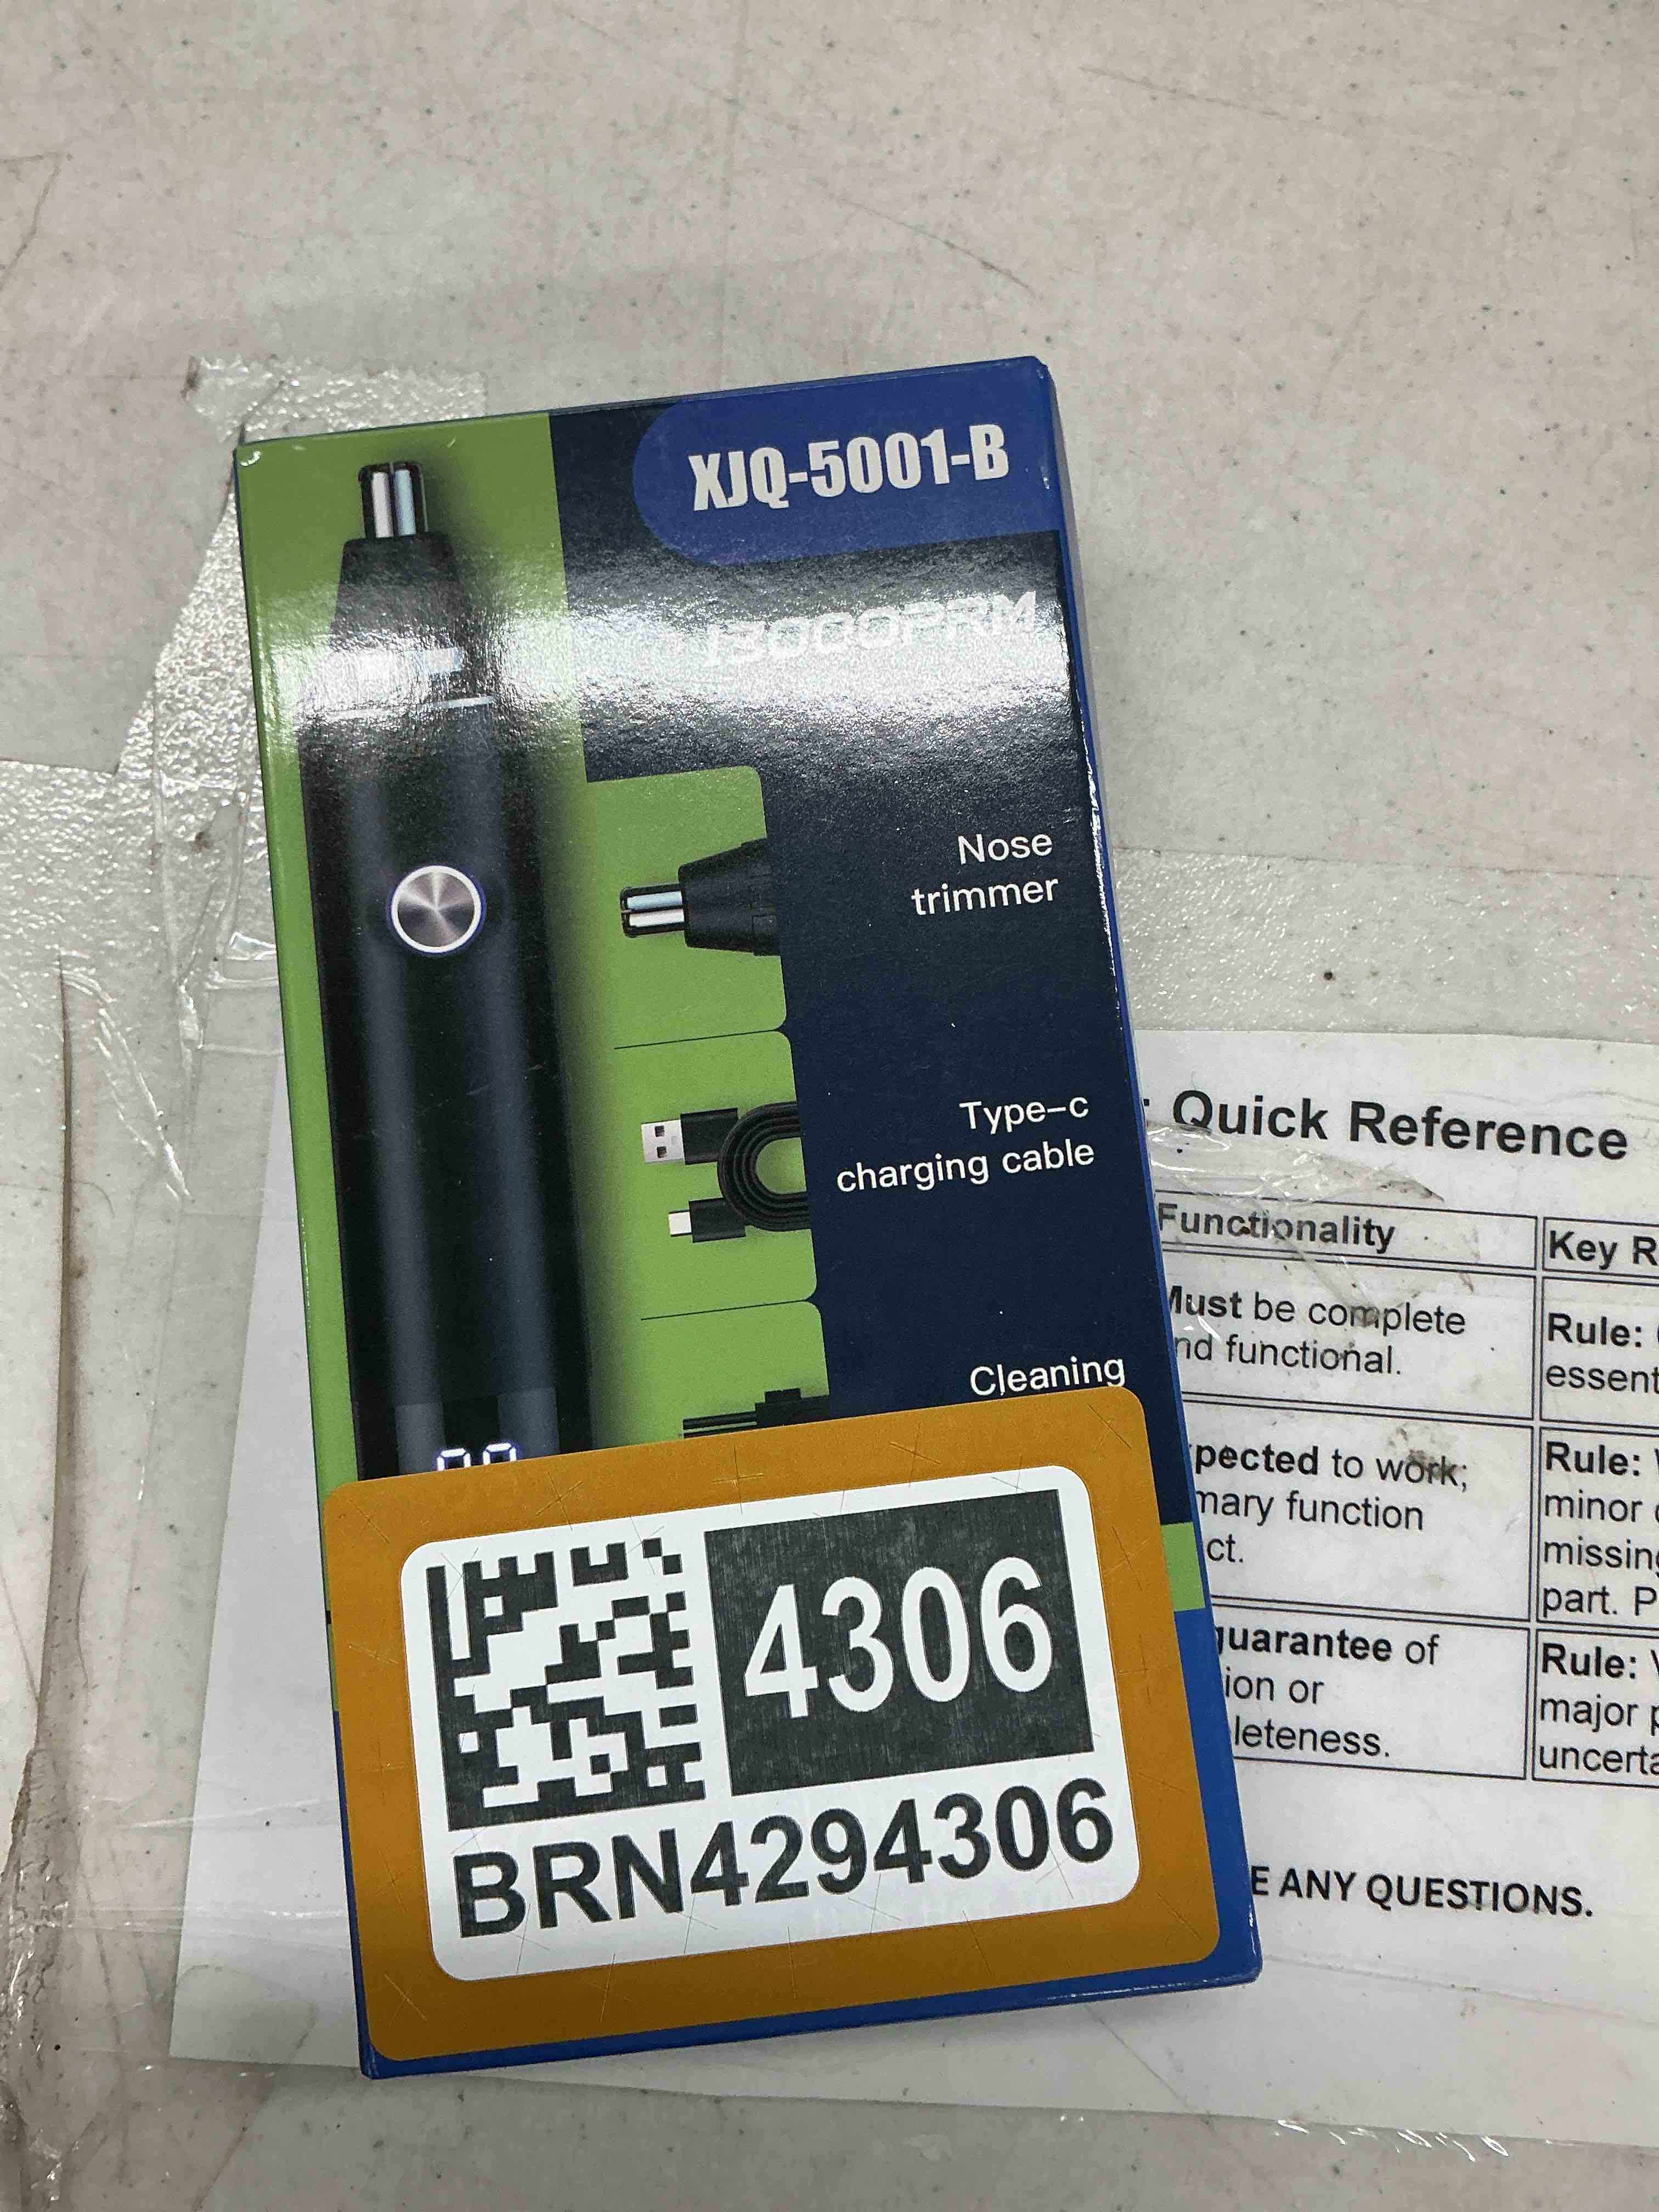 XJQ-5001-B
13000PRM
Nose
trimmer
Type-c
charging cable
Cleaning
4306
BRN4294306
Quick Reference
Functionality
Key R
Must be complete
nd functional.
Rule:
essent
pected to work;
mary function
ct.
Rule:
minor
missing
part. P
guarantee of
ion or
leteness.
Rule:
major
uncerta
E ANY QUESTIONS.